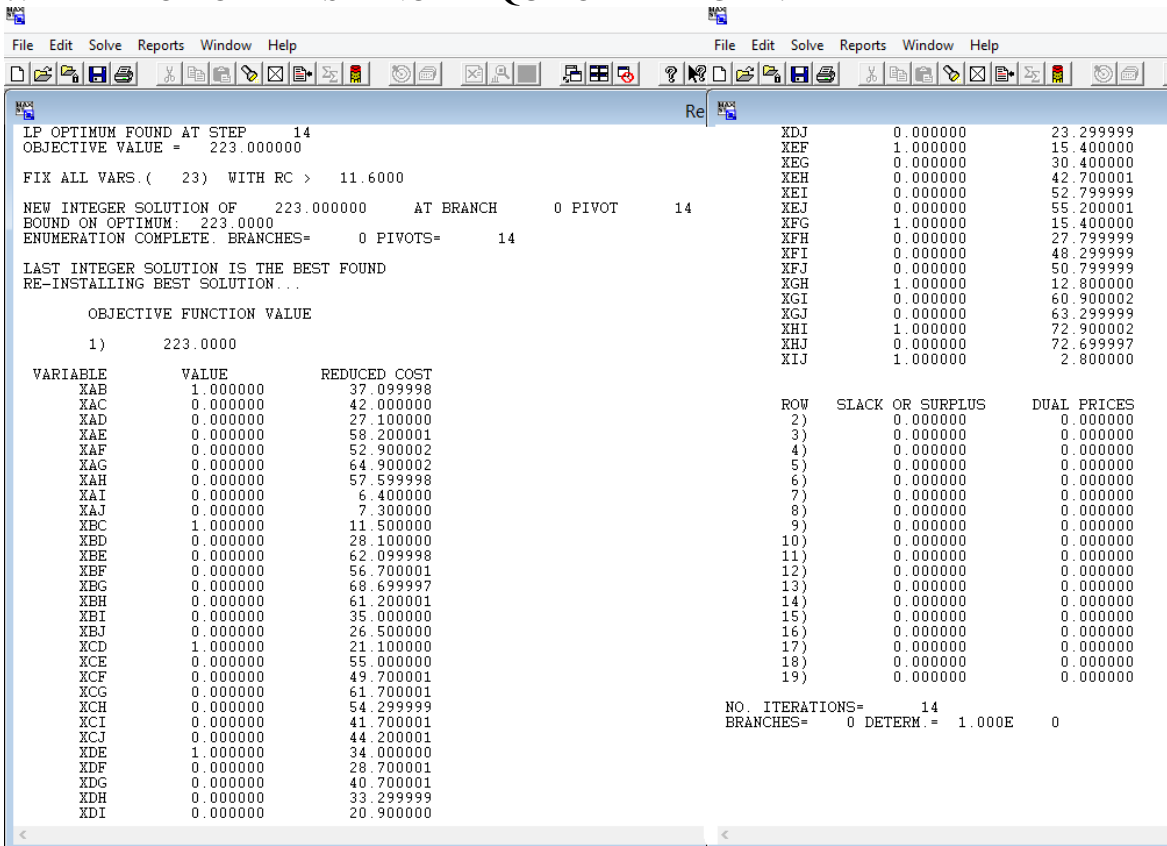 File Edit Solve Reports Window Help
Re
LP OPTIMUM FOUND AT STEP 14
OBJECTIVE VALUE = 223.000000
FIX ALL VARS.( 23) WITH RC > 11.6000
NEW INTEGER SOLUTION OF 223.000000 AT BRANCH 0 PIVOT 14
BOUND ON OPTIMUM: 223.0000
ENUMERATION COMPLETE. BRANCHES= 0 PIVOTS= 14
LAST INTEGER SOLUTION IS THE BEST FOUND
RE-INSTALLING BEST SOLUTION...
OBJECTIVE FUNCTION VALUE
1) 223.0000
VARIABLE VALUE REDUCED COST
XAB 1.000000 37.099998
XAC 0.000000 42.000000
XAD 0.000000 27.100000
XAE 0.000000 58.200001
XAF 0.000000 52.900002
XAG 0.000000 64.900002
XAH 0.000000 57.599998
XAI 0.000000 6.400000
XAJ 0.000000 7.300000
XBC 1.000000 11.500000
XBD 0.000000 28.100000
XBE 0.000000 62.099998
XBF 0.000000 56.700001
XBG 0.000000 68.699997
XBH 0.000000 61.200001
XBI 0.000000 35.000000
XBJ 0.000000 26.500000
XCD 1.000000 21.100000
XCE 0.000000 55.000000
XCF 0.000000 49.700001
XCG 0.000000 61.700001
XCH 0.000000 54.299999
XCI 0.000000 41.700001
XCJ 0.000000 44.200001
XDE 1.000000 34.000000
XDF 0.000000 28.700001
XDG 0.000000 40.700001
XDH 0.000000 33.299999
XDI 0.000000 20.900000
File Edit Solve Reports Window Help
XDJ 0.000000 23.299999
XEF 1.000000 15.400000
XEG 0.000000 30.400000
XEH 0.000000 42.700001
XEI 0.000000 52.799999
XEJ 0.000000 55.200001
XFG 1.000000 15.400000
XFH 0.000000 27.799999
XFI 0.000000 48.299999
XFJ 0.000000 50.799999
XGH 1.000000 12.800000
XGI 0.000000 60.900002
XGJ 0.000000 63.299999
XHI 1.000000 72.900002
XHJ 0.000000 72.699997
XIJ 1.000000 2.800000
ROW SLACK OR SURPLUS DUAL PRICES
2) 0.000000 0.000000
3) 0.000000 0.000000
4) 0.000000 0.000000
5) 0.000000 0.000000
6) 0.000000 0.000000
7) 0.000000 0.000000
8) 0.000000 0.000000
9) 0.000000 0.000000
10) 0.000000 0.000000
11) 0.000000 0.000000
12) 0.000000 0.000000
13) 0.000000 0.000000
14) 0.000000 0.000000
15) 0.000000 0.000000
16) 0.000000 0.000000
17) 0.000000 0.000000
18) 0.000000 0.000000
19) 0.000000 0.000000
NO. ITERATIONS= 14
BRANCHES= 0 DETERM.= 1.000E 0